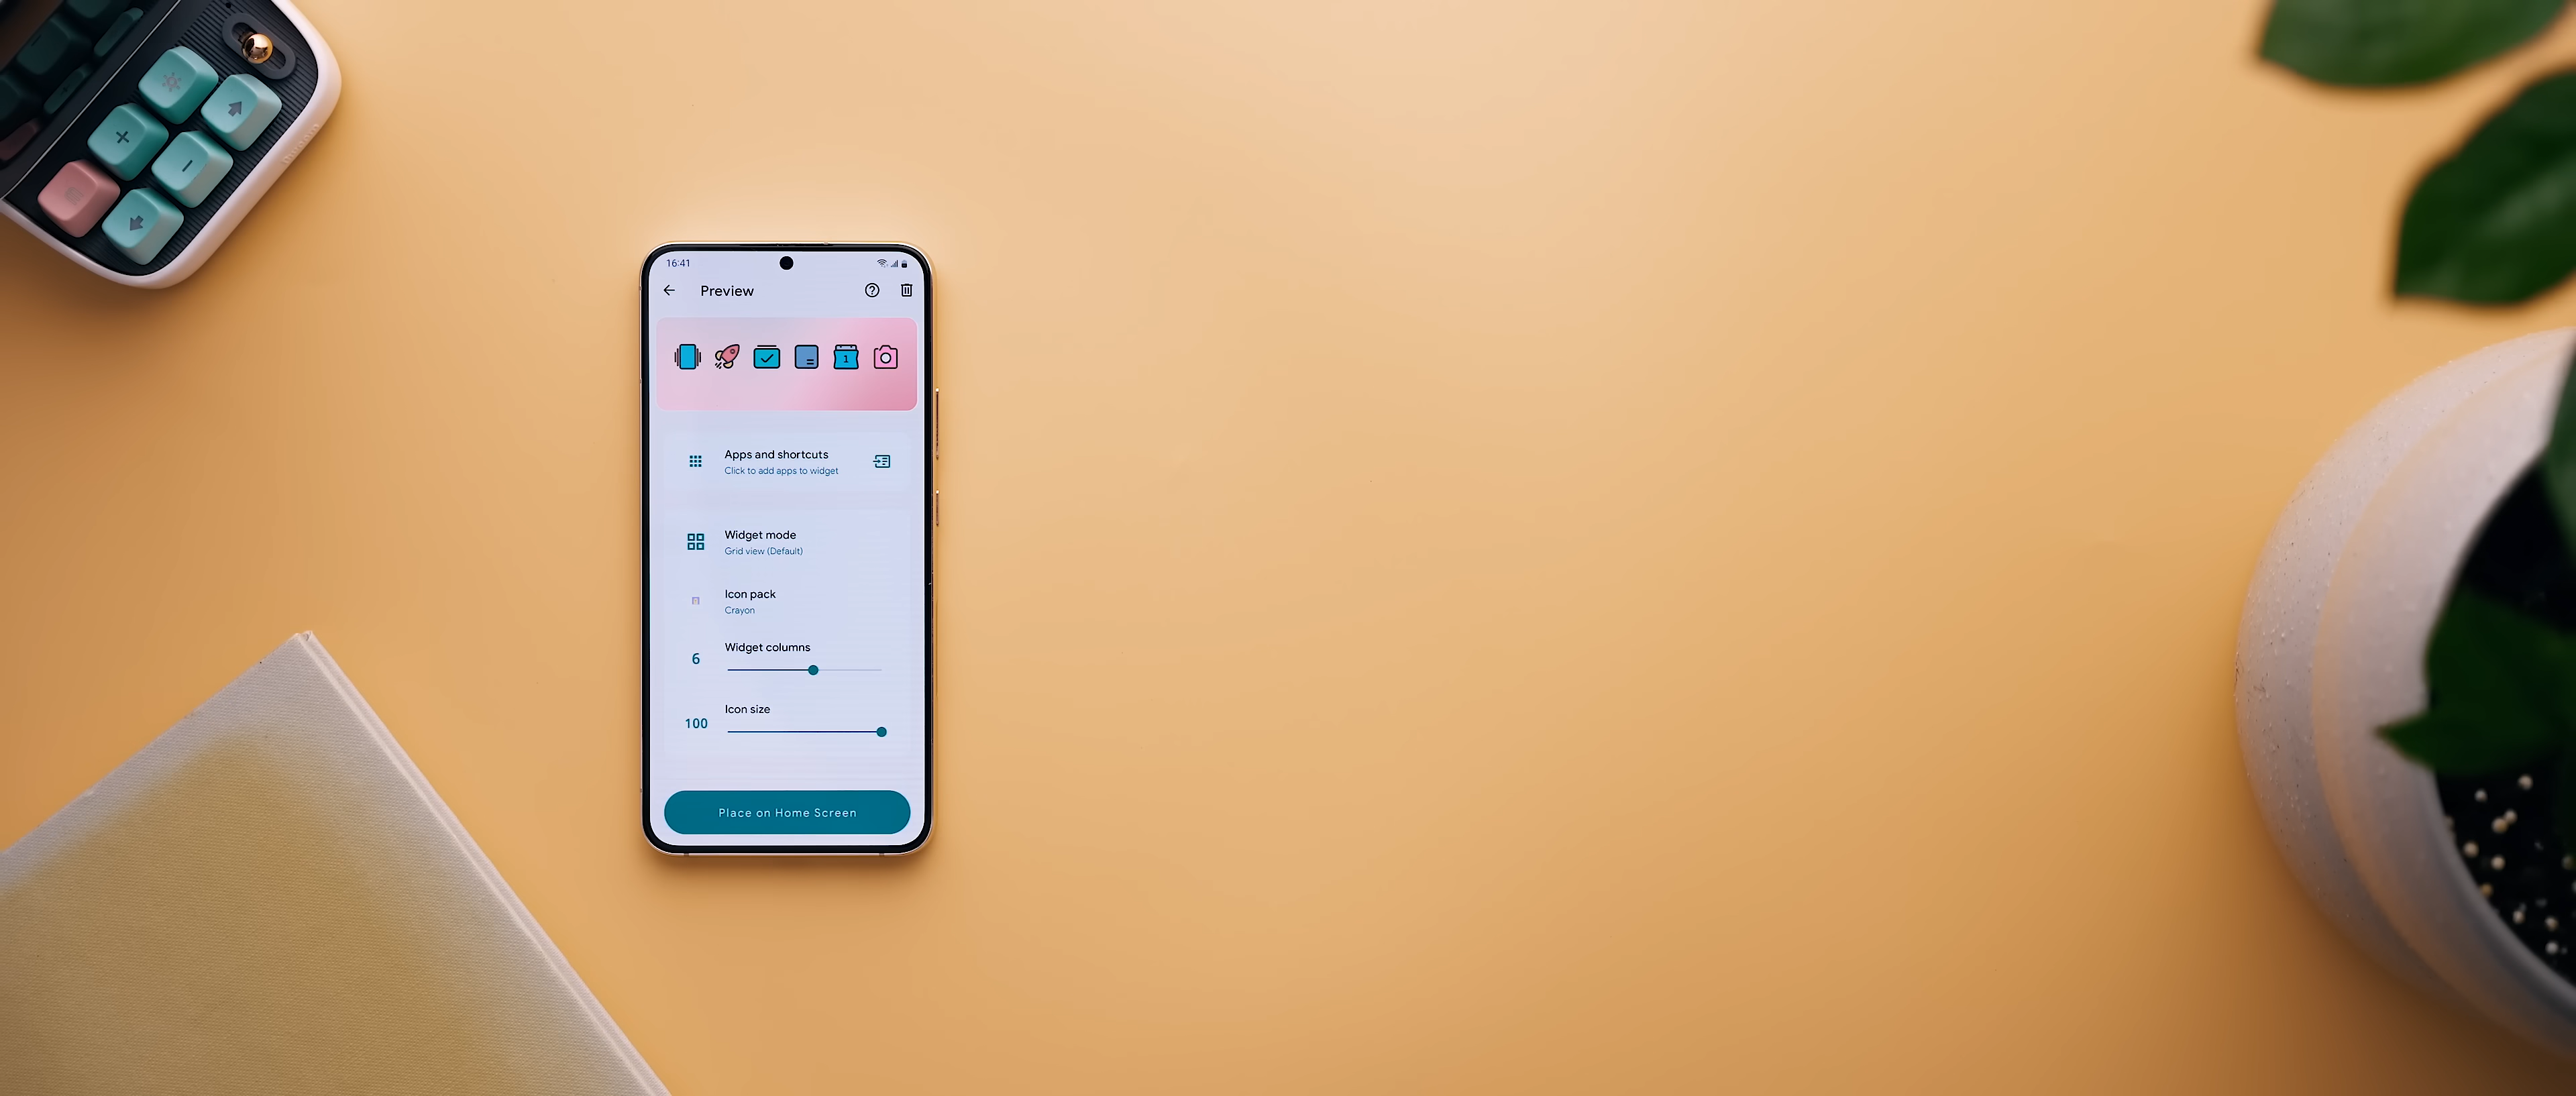 16:41
Preview
1
Apps and shortcuts
Click to add apps to widget
Widget mode
Grid view (Default)
Icon pack
Crayon
Widget columns
6
Icon size
100
Place on Home Screen